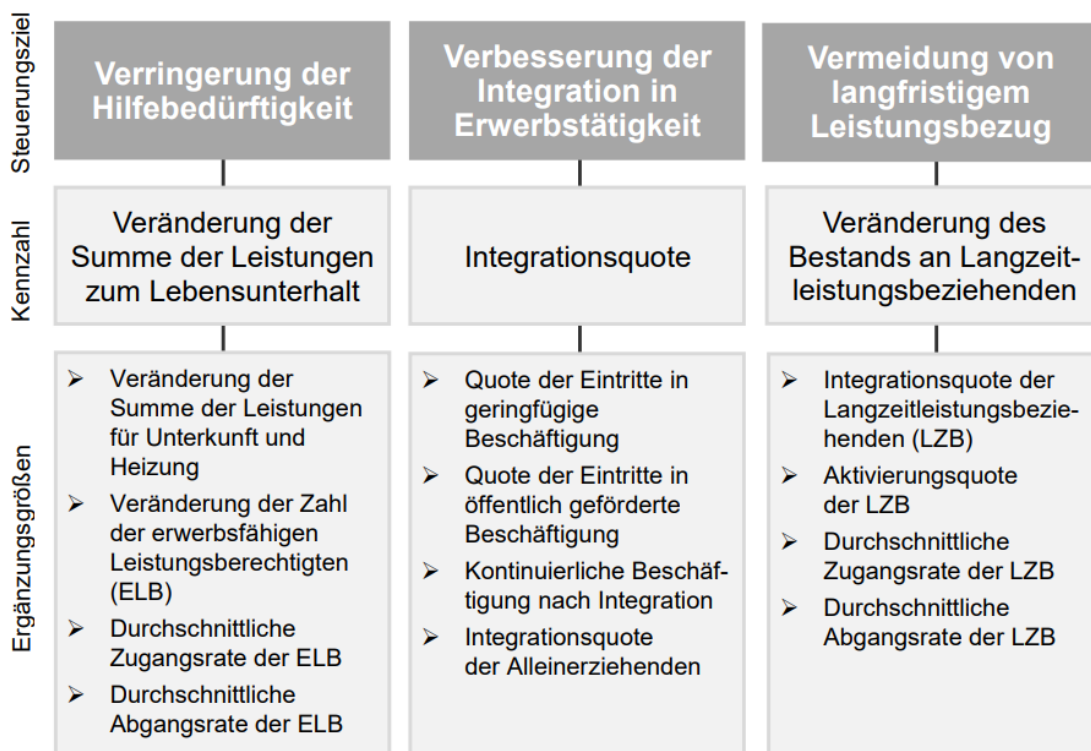 Steuerungsziel
Verringerung der
Hilfebedürftigkeit
Verbesserung der
Integration in
Erwerbstätigkeit
Vermeidung von
langfristigem
Leistungsbezug
Kennzahl
Veränderung der
Summe der Leistungen
zum Lebensunterhalt
Integrationsquote
Veränderung des
Bestands an Langzeit-
leistungsbeziehenden
Ergänzungsgrößen
➢ Veränderung der
Summe der Leistungen
für Unterkunft und
Heizung
➢ Veränderung der Zahl
der erwerbsfähigen
Leistungsberechtigten
(ELB)
➢ Durchschnittliche
Zugangsrate der ELB
➢ Durchschnittliche
Abgangsrate der ELB
➢ Quote der Eintritte in
geringfügige
Beschäftigung
➢ Quote der Eintritte in
öffentlich geförderte
Beschäftigung
➢ Kontinuierliche Beschäf-
tigung nach Integration
➢ Integrationsquote
der Alleinerziehenden
➢ Integrationsquote der
Langzeitleistungsbezie-
henden (LZB)
➢ Aktivierungsquote
der LZB
➢ Durchschnittliche
Zugangsrate der LZB
➢ Durchschnittliche
Abgangsrate der LZB